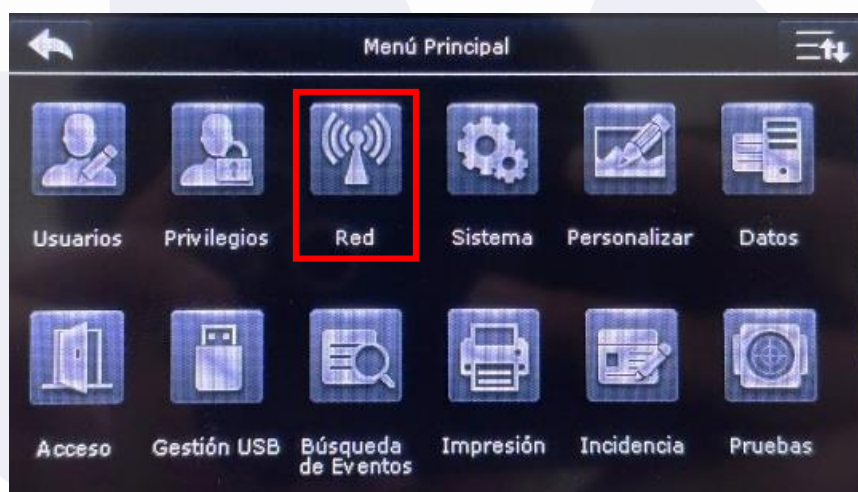 Menú Principal
Usuarios Privilegios Red Sistema Personalizar Datos
Acceso Gestión USB Búsqueda de Eventos Impresión Incidencia Pruebas